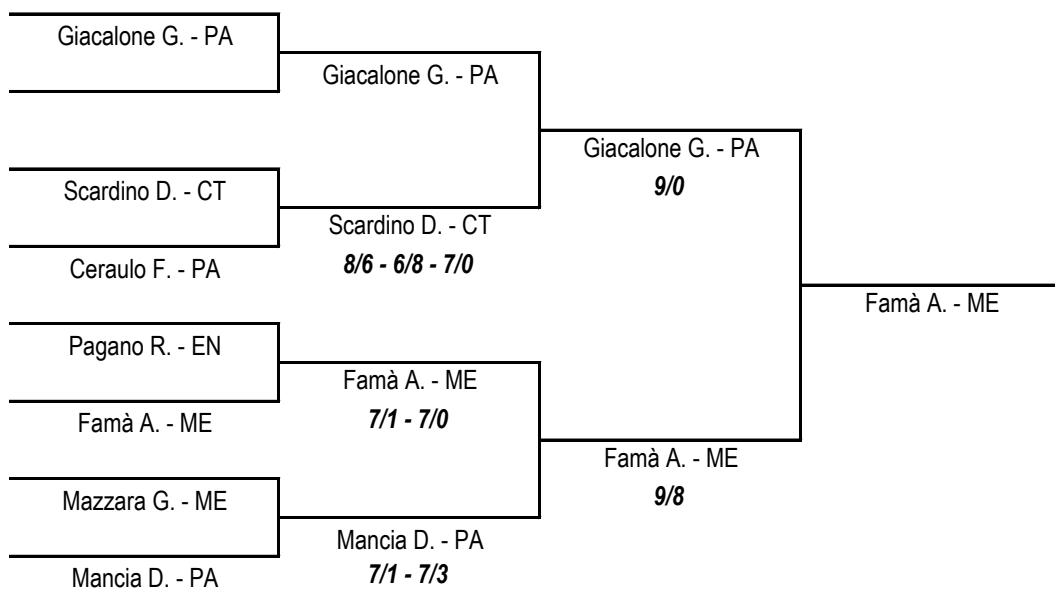 Giacalone G. - PA
Giacalone G. - PA
Giacalone G. - PA
9/0
Scardino D. - CT
Scardino D. - CT
8/6 - 6/8 - 7/0
Ceraulo F. - PA
Famà A. - ME
Pagano R. - EN
Famà A. - ME
7/1 - 7/0
Famà A. - ME
Famà A. - ME
9/8
Mazzara G. - ME
Mancia D. - PA
7/1 - 7/3
Mancia D. - PA